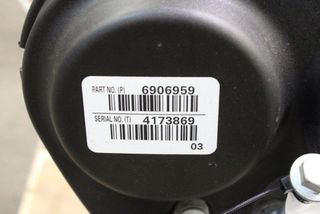 PART NO. (P) 6906959
SERIAL NO. (T) 4173869
03